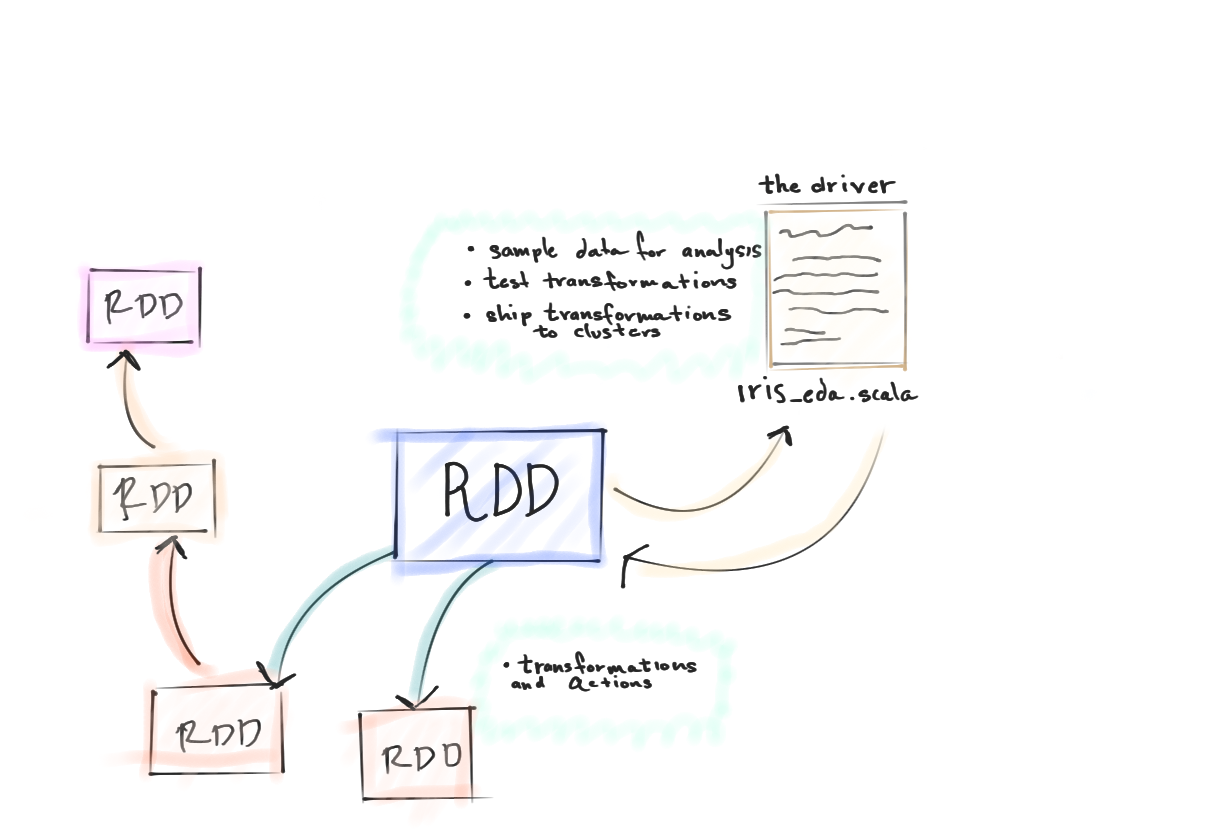 the driver
• sample data for analysis
• test transformations
• ship transformations
to clusters
iris_eda.scala
RDD
RDD
RDD
• transformations
and actions
RDD
RDD